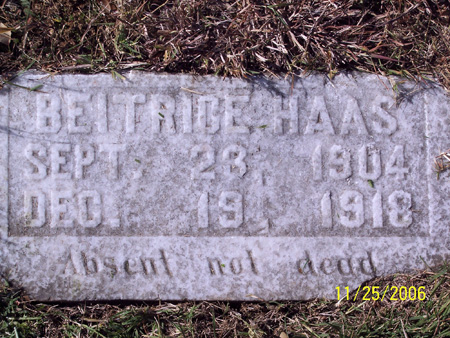 BEITRICE HAAS
SEPT. 23, 1904
DEC. 19, 1918
Absent not dead
11/25/2006